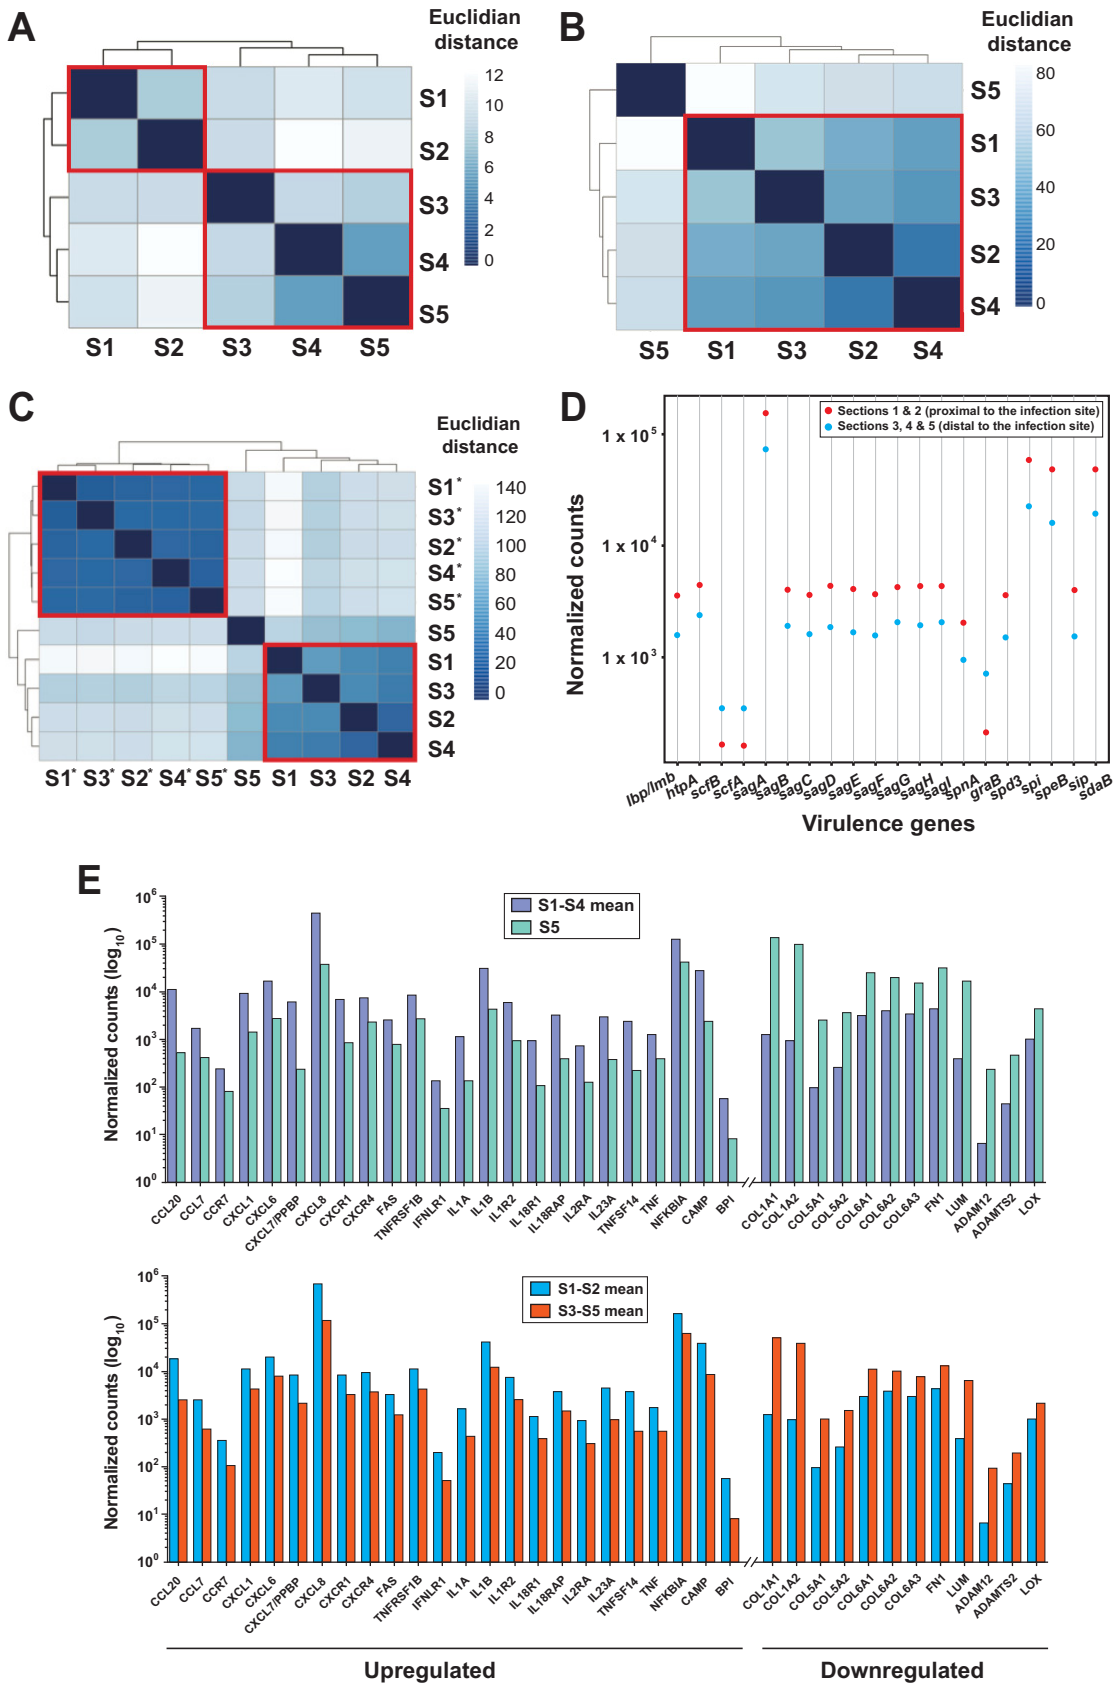 A
Euclidian
distance
12
10
8
6
4
2
0
S1
S2
S3
S4
S5
S1 S2 S3 S4 S5
B
Euclidian
distance
80
60
40
20
0
S5
S1
S3
S2
S4
S5 S1 S3 S2 S4
C
Euclidian
distance
140
120
100
80
60
40
20
0
S1*
S3*
S2*
S4*
S5*
S5
S1
S3
S2
S4
S1* S3* S2* S4* S5* S5 S1 S3 S2 S4
D
Sections 1 & 2 (proximal to the infection site)
Sections 3, 4 & 5 (distal to the infection site)
Normalized counts
1 x 10^5
1 x 10^4
1 x 10^3
lbp/lmb htpA scfB scfA sagA sagB sagC sagD sagE sagF sagG sagH sagI spnA graB spd3 spi speB sip sdaB
Virulence genes
E
S1-S4 mean
S5
Normalized counts (log10)
10^6
10^5
10^4
10^3
10^2
10^1
10^0
CCL20 CCL7 CCR7 CXCL1 CXCL6 CXCL7/PPBP CXCL8 CXCR1 CXCR4 FAS TNFRSF1B IFNLR1 IL1A IL1B IL1R2 IL18R1 IL18RAP IL2RA IL23A TNFSF14 TNF NFKBIA CAMP BPI COL1A1 COL1A2 COL5A1 COL5A2 COL6A1 COL6A2 COL6A3 FN1 LUM ADAM12 ADAMTS2 LOX
S1-S2 mean
S3-S5 mean
Normalized counts (log10)
10^6
10^5
10^4
10^3
10^2
10^1
10^0
CCL20 CCL7 CCR7 CXCL1 CXCL6 CXCL7/PPBP CXCL8 CXCR1 CXCR4 FAS TNFRSF1B IFNLR1 IL1A IL1B IL1R2 IL18R1 IL18RAP IL2RA IL23A TNFSF14 TNF NFKBIA CAMP BPI COL1A1 COL1A2 COL5A1 COL5A2 COL6A1 COL6A2 COL6A3 FN1 LUM ADAM12 ADAMTS2 LOX
Upregulated Downregulated